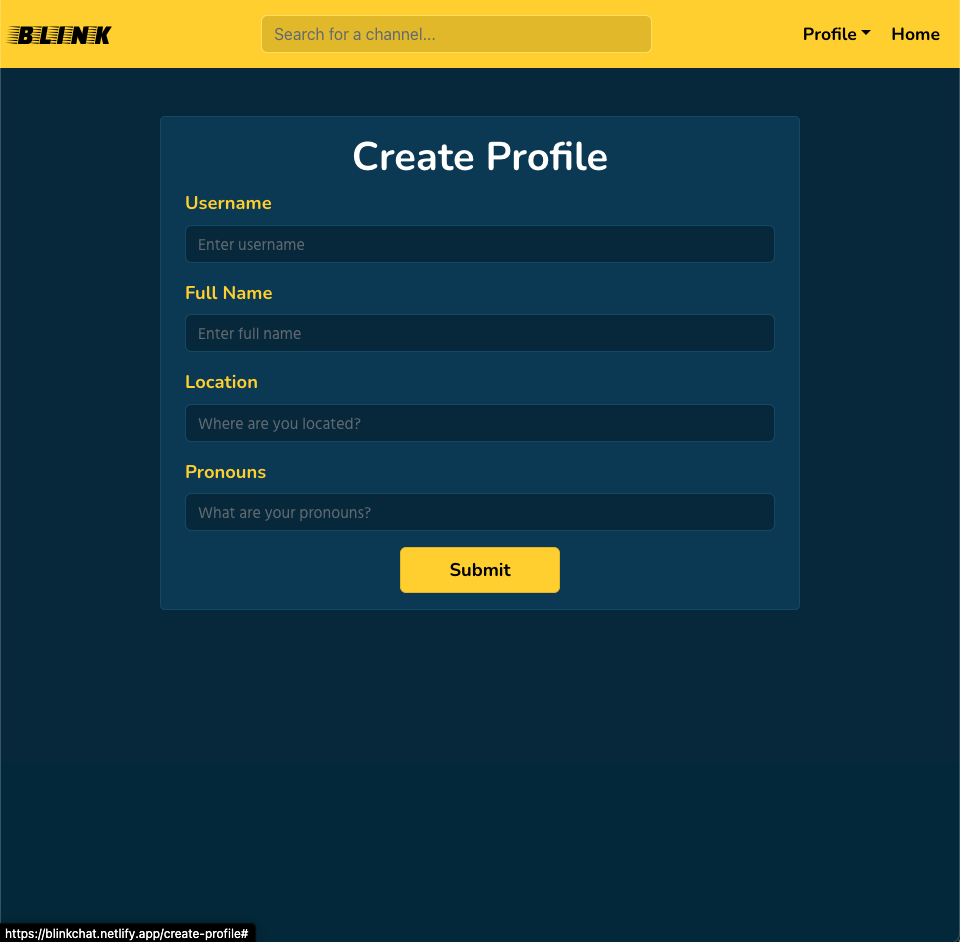 BLINK
Search for a channel...
Profile
Home
Create Profile
Username
Enter username
Full Name
Enter full name
Location
Where are you located?
Pronouns
What are your pronouns?
Submit
https://blinkchat.netlify.app/create-profile#